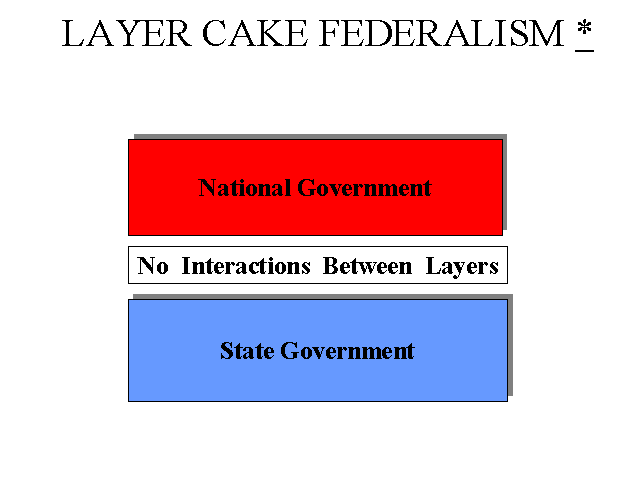 LAYER CAKE FEDERALISM *
National Government
No Interactions Between Layers
State Government